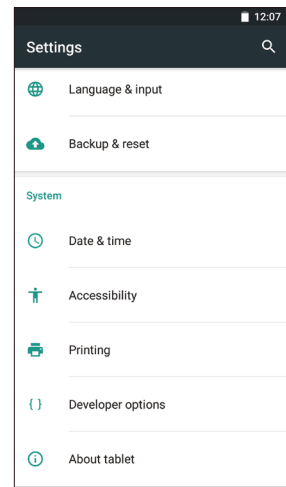 12:07
Settings
Language & input
Backup & reset
System
Date & time
Accessibility
Printing
{ } Developer options
About tablet